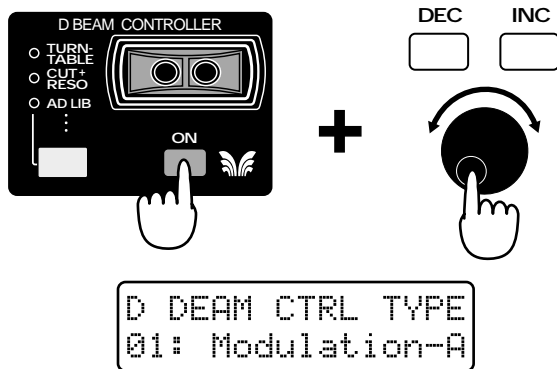 D BEAM CONTROLLER
TURN-
TABLE
CUT+
RESO
AD LIB
ON
DEC INC
D DEAM CTRL TYPE
01: Modulation-A